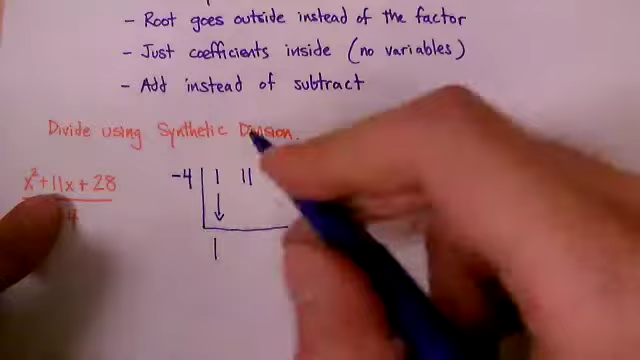 - Root goes outside instead of the factor
- Just coefficients inside (no variables)
- Add instead of subtract
Divide using Synthetic Division.
x²+11x+28
4
-4 1 11
1